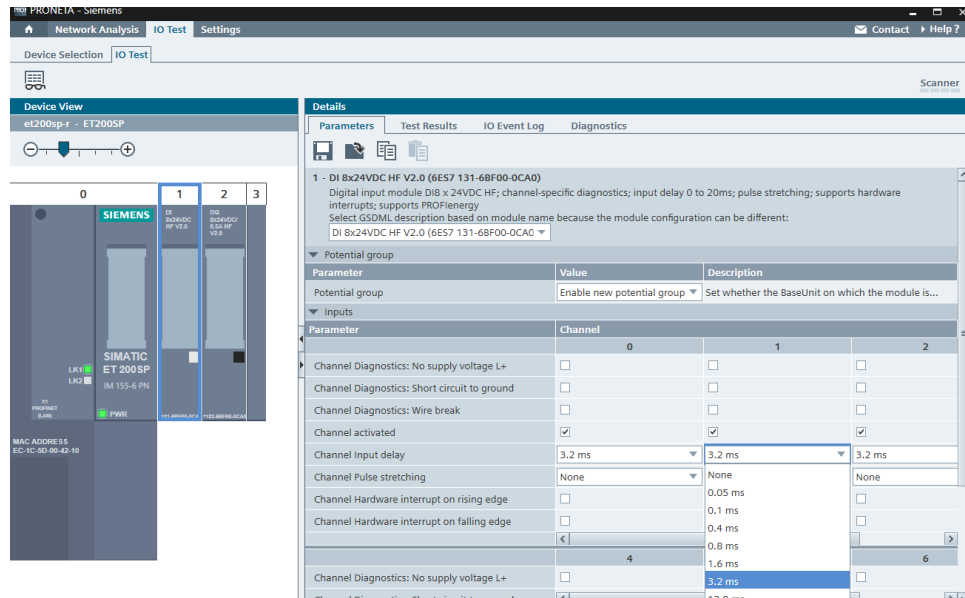 PRONETA - Siemens
Network Analysis IO Test Settings Contact Help ?
Device Selection IO Test
Scanner
Device View
et200sp-r - ET200SP
0 1 2 3
SIEMENS
DI
8x24VDC
HF V2.0
DQ
8x24VDC/
0.5A HF
V2.0
SIMATIC
ET 200SP
IM 155-6 PN
LK1
LK2
X1
PROFINET
(LAN)
PWR
MAC ADDRESS
EC-1C-5D-00-42-10
Details
Parameters Test Results IO Event Log Diagnostics
1 - DI 8x24VDC HF V2.0 (6ES7 131-6BF00-0CA0)
Digital input module DI8 x 24VDC HF; channel-specific diagnostics; input delay 0 to 20ms; pulse stretching; supports hardware
interrupts; supports PROFIenergy
Select GSDML description based on module name because the module configuration can be different:
DI 8x24VDC HF V2.0 (6ES7 131-6BF00-0CA0
Potential group
Parameter Value Description
Potential group Enable new potential group Set whether the BaseUnit on which the module is...
Inputs
Parameter Channel
0 1 2
Channel Diagnostics: No supply voltage L+
Channel Diagnostics: Short circuit to ground
Channel Diagnostics: Wire break
Channel activated
Channel Input delay 3.2 ms 3.2 ms 3.2 ms
Channel Pulse stretching None None None
0.05 ms
Channel Hardware interrupt on rising edge
0.1 ms
Channel Hardware interrupt on falling edge
0.4 ms
0.8 ms
4 6
1.6 ms
Channel Diagnostics: No supply voltage L+ 3.2 ms